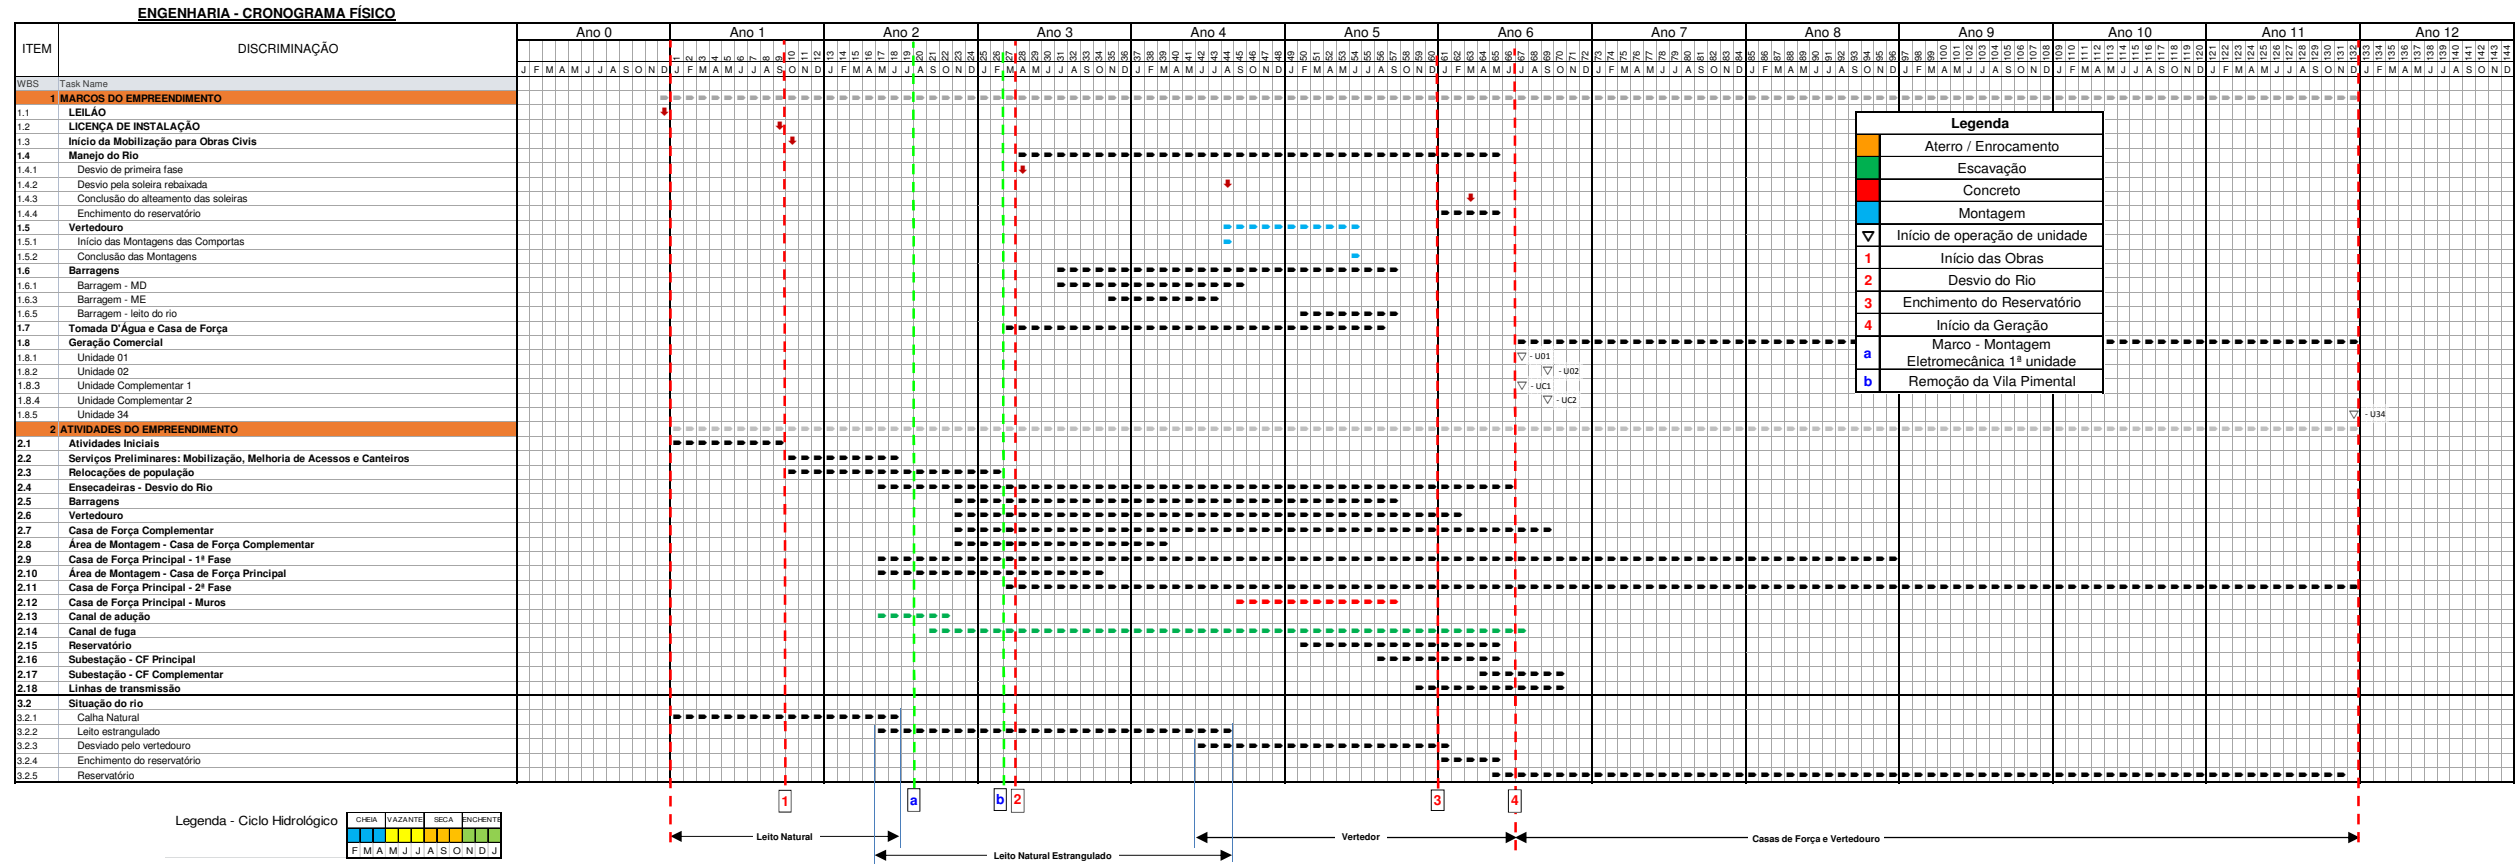 ENGENHARIA - CRONOGRAMA FÍSICO
ITEM DISCRIMINAÇÃO Ano 0 Ano 1 Ano 2 Ano 3 Ano 4 Ano 5 Ano 6 Ano 7 Ano 8 Ano 9 Ano 10 Ano 11 Ano 12
J F M A M J J A S O N D J F M A M J J A S O N D J F M A M J J A S O N D J F M A M J J A S O N D J F M A M J J A S O N D J F M A M J J A S O N D J F M A M J J A S O N D J F M A M J J A S O N D J F M A M J J A S O N D J F M A M J J A S O N D J F M A M J J A S O N D J F M A M J J A S O N D J F M A M J J A S O N D
WBS Task Name
1 MARCOS DO EMPREENDIMENTO
1.1 LEILÃO
1.2 LICENÇA DE INSTALAÇÃO
1.3 Início da Mobilização para Obras Civis
1.4 Manejo do Rio
1.4.1 Desvio de primeira fase
1.4.2 Desvio pela soleira rebaixada
1.4.3 Conclusão do alteamento das soleiras
1.4.4 Enchimento do reservatório
1.5 Vertedouro
1.5.1 Início das Montagens das Comportas
1.5.2 Conclusão das Montagens
1.6 Barragens
1.6.1 Barragem - MD
1.6.3 Barragem - ME
1.6.5 Barragem - leito do rio
1.7 Tomada D'Água e Casa de Força
1.8 Geração Comercial
1.8.1 Unidade 01 - U01
1.8.2 Unidade 02 - U02
1.8.3 Unidade Complementar 1 - UC1
1.8.4 Unidade Complementar 2 - UC2
1.8.5 Unidade 34 - U34
2 ATIVIDADES DO EMPREENDIMENTO
2.1 Atividades Iniciais
2.2 Serviços Preliminares: Mobilização, Melhoria de Acessos e Canteiros
2.3 Relocações de população
2.4 Ensecadeiras - Desvio do Rio
2.5 Barragens
2.6 Vertedouro
2.7 Casa de Força Complementar
2.8 Área de Montagem - Casa de Força Complementar
2.9 Casa de Força Principal - 1ª Fase
2.10 Área de Montagem - Casa de Força Principal
2.11 Casa de Força Principal - 2ª Fase
2.12 Casa de Força Principal - Muros
2.13 Canal de adução
2.14 Canal de fuga
2.15 Reservatório
2.16 Subestação - CF Principal
2.17 Subestação - CF Complementar
2.18 Linhas de transmissão
3.2 Situação do rio
3.2.1 Calha Natural
3.2.2 Leito estrangulado
3.2.3 Desviado pelo vertedouro
3.2.4 Enchimento do reservatório
3.2.5 Reservatório
Legenda
Aterro / Enrocamento
Escavação
Concreto
Montagem
Início de operação de unidade
1 Início das Obras
2 Desvio do Rio
3 Enchimento do Reservatório
4 Início da Geração
a Marco - Montagem
Eletromecânica 1ª unidade
b Remoção da Vila Pimental
1 a b 2 3 4
Legenda - Ciclo Hidrológico
CHEIA VAZANTE SECA ENCHENTE
F M A M J J A S O N D J
Leito Natural Vertedor Casas de Força e Vertedouro
Leito Natural Estrangulado